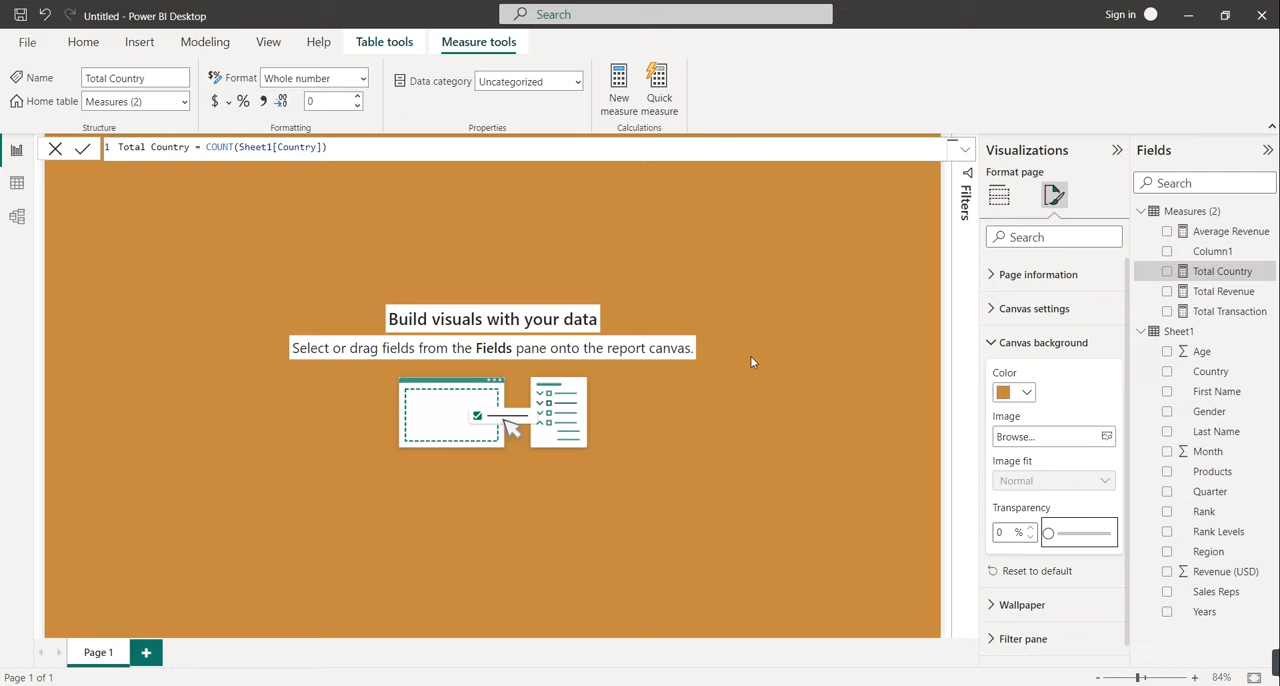 Untitled - Power BI Desktop
Search
Sign in
File Home Insert Modeling View Help Table tools Measure tools
Name Total Country
Home table Measures (2)
Structure
$% Format Whole number
$ % 9 0
Formatting
Data category Uncategorized
Properties
New measure
Quick measure
Calculations
1 Total Country = COUNT(Sheet1[Country])
Build visuals with your data
Select or drag fields from the Fields pane onto the report canvas.
Filters
Visualizations
Format page
Search
Page information
Canvas settings
Canvas background
Color
Image
Browse...
Image fit
Normal
Transparency
0 %
Reset to default
Wallpaper
Filter pane
Fields
Search
Measures (2)
Average Revenue
Column1
Total Country
Total Revenue
Total Transaction
Sheet1
Age
Country
First Name
Gender
Last Name
Month
Products
Quarter
Rank
Rank Levels
Region
Revenue (USD)
Sales Reps
Years
Page 1
Page 1 of 1
- + 84%